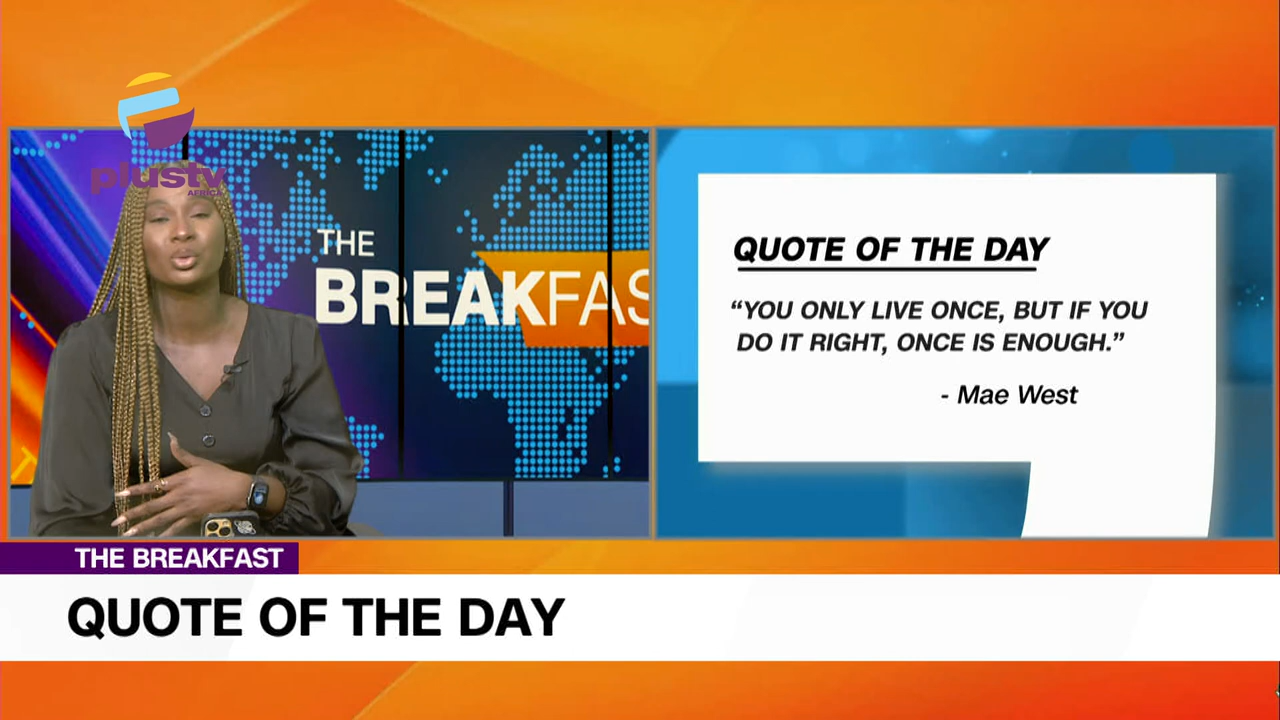 plustv
AFRICA
THE
BREAKFAS
QUOTE OF THE DAY
“YOU ONLY LIVE ONCE, BUT IF YOU
DO IT RIGHT, ONCE IS ENOUGH.”
- Mae West
THE BREAKFAST
QUOTE OF THE DAY